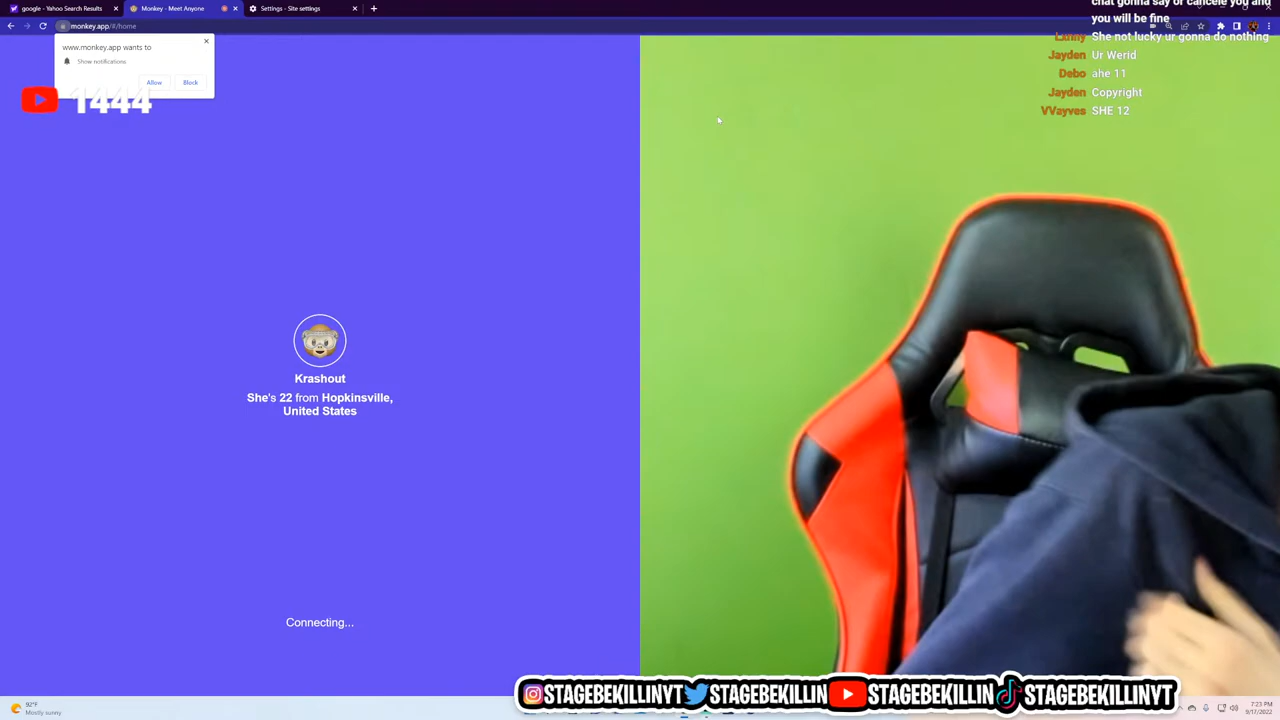 google - Yahoo Search Results
Monkey - Meet Anyone
Settings - Site settings
monkey.app/#/home
www.monkey.app wants to
Show notifications
Allow
Block
1444
chat gonna say or cancele you and
you will be fine
Lanny She not lucky ur gonna do nothing
Jayden Ur Werid
Debo ahe 11
Jayden Copyright
VVayves SHE 12
Krashout
She's 22 from Hopkinsville,
United States
Connecting...
STAGEBEKILLINYT STAGEBEKILLIN STAGEBEKILLIN STAGEBEKILLINYT
92°F
Mostly sunny
7:23 PM
9/17/2022